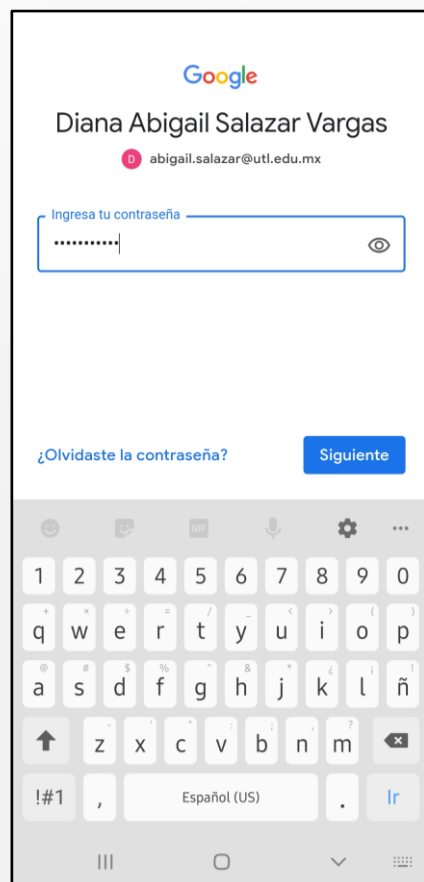 Google
Diana Abigail Salazar Vargas
D abigail.salazar@utl.edu.mx
Ingresa tu contraseña
•••••••••••
¿Olvidaste la contraseña? Siguiente
GIF
1 2 3 4 5 6 7 8 9 0
+ × ÷ = / _ < > ( )
q w e r t y u i o p
@ # $ % " & * ¿ ¡ !
a s d f g h j k l ñ
- ' " : ; , ?
z x c v b n m
!#1 , Español (US) . Ir